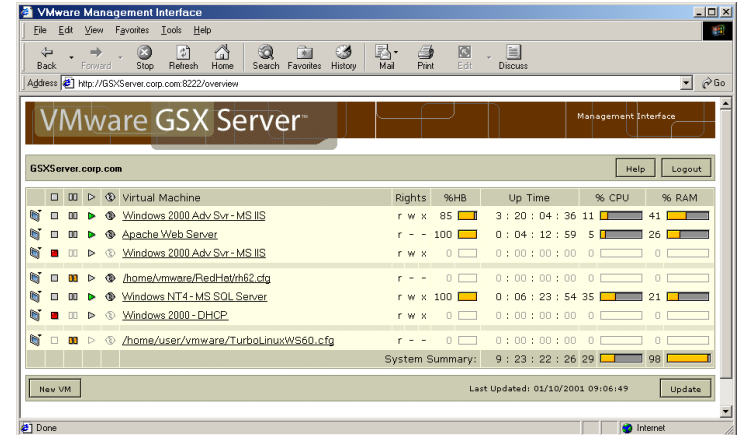 VMware Management Interface
File Edit View Favorites Tools Help
Back Forward Stop Refresh Home Search Favorites History Mail Print Edit Discuss
Address http://GSXServer.corp.com:8222/overview Go
VMware GSX Server™ Management Interface
GSXServer.corp.com Help Logout
Virtual Machine Rights %HB Up Time % CPU % RAM
Windows 2000 Adv Svr - MS IIS r w x 85 3 : 20 : 04 : 36 11 41
Apache Web Server r - - 100 0 : 04 : 12 : 59 5 26
Windows 2000 Adv Svr - MS IIS r w x 0 0 : 00 : 00 : 00 0 0
/home/vmware/RedHat/rh62.cfg r - - 0 0 : 00 : 00 : 00 0 0
Windows NT4 - MS SQL Server r w x 100 0 : 06 : 23 : 54 35 21
Windows 2000 - DHCP r w x 0 0 : 00 : 00 : 00 0 0
/home/user/vmware/TurboLinuxWS60.cfg r - - 0 0 : 00 : 00 : 00 0 0
System Summary: 9 : 23 : 22 : 26 29 98
New VM Last Updated: 01/10/2001 09:06:49 Update
Done Internet